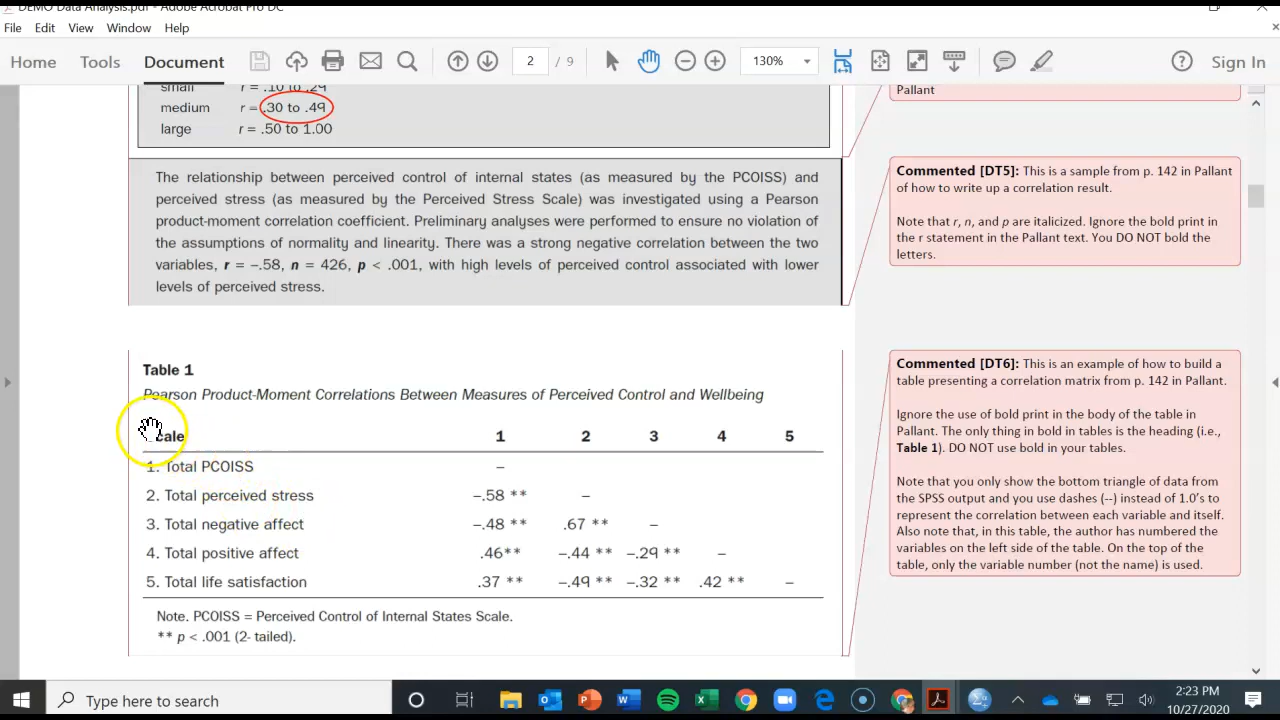 DEMO Data Analysis.pdf - Adobe Acrobat Pro DC
File Edit View Window Help
Home Tools Document 2 / 9 130% Sign In
small r = .10 to .29
medium r = .30 to .49
large r = .50 to 1.00
Pallant
The relationship between perceived control of internal states (as measured by the PCOISS) and
perceived stress (as measured by the Perceived Stress Scale) was investigated using a Pearson
product-moment correlation coefficient. Preliminary analyses were performed to ensure no violation of
the assumptions of normality and linearity. There was a strong negative correlation between the two
variables, r = –.58, n = 426, p < .001, with high levels of perceived control associated with lower
levels of perceived stress.
Commented [DT5]: This is a sample from p. 142 in Pallant
of how to write up a correlation result.
Note that r, n, and p are italicized. Ignore the bold print in
the r statement in the Pallant text. You DO NOT bold the
letters.
Table 1
Pearson Product-Moment Correlations Between Measures of Perceived Control and Wellbeing
Scale 1 2 3 4 5
1. Total PCOISS –
2. Total perceived stress –.58 ** –
3. Total negative affect –.48 ** .67 ** –
4. Total positive affect .46** –.44 ** –.29 ** –
5. Total life satisfaction .37 ** –.49 ** –.32 ** .42 ** –
Note. PCOISS = Perceived Control of Internal States Scale.
** p < .001 (2- tailed).
Commented [DT6]: This is an example of how to build a
table presenting a correlation matrix from p. 142 in Pallant.
Ignore the use of bold print in the body of the table in
Pallant. The only thing in bold in tables is the heading (i.e.,
Table 1). DO NOT use bold in your tables.
Note that you only show the bottom triangle of data from
the SPSS output and you use dashes (--) instead of 1.0's to
represent the correlation between each variable and itself.
Also note that, in this table, the author has numbered the
variables on the left side of the table. On the top of the
table, only the variable number (not the name) is used.
Type here to search
2:23 PM
10/27/2020